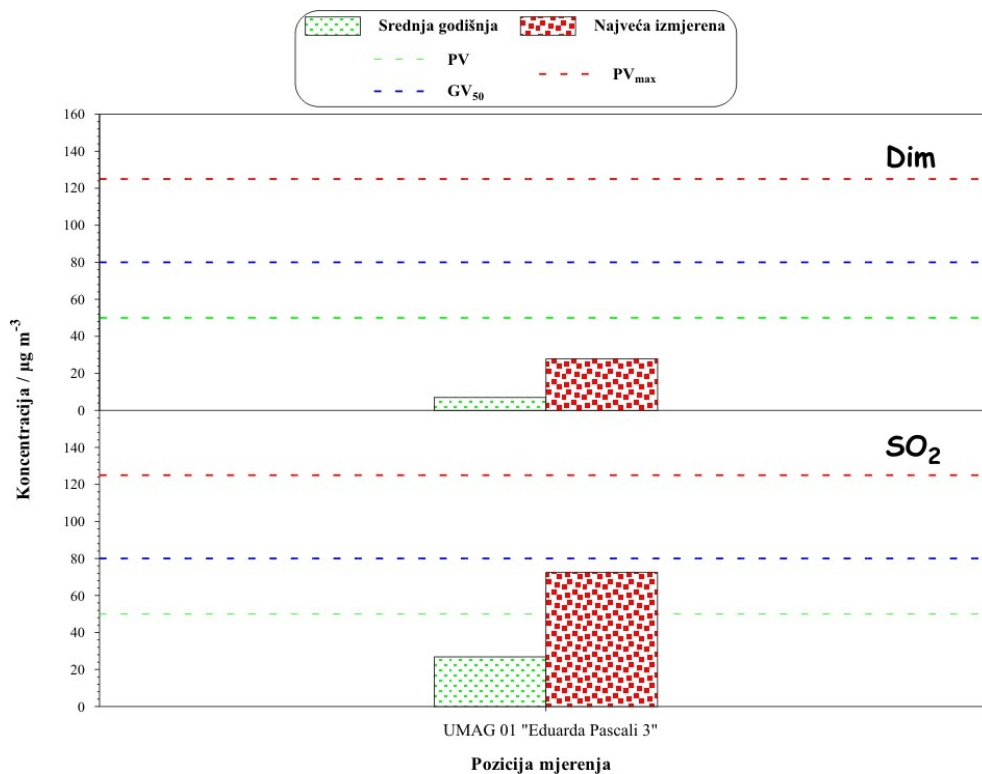 Srednja godišnja
Najveća izmjerena
PV
PVmax
GV50
Koncentracija / µg m-3
160
140
120
100
80
60
40
20
0
Dim
140
120
100
80
60
40
20
0
SO2
UMAG 01 "Eduarda Pascali 3"
Pozicija mjerenja